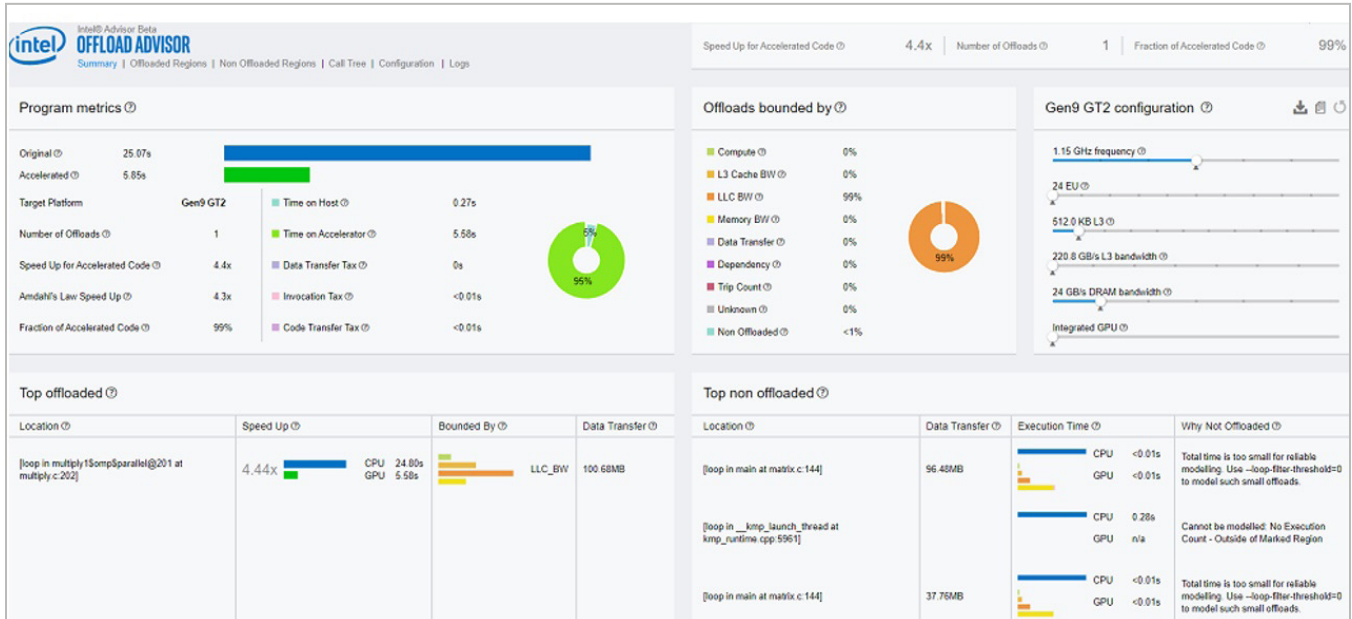 Intel® Advisor Beta
intel OFFLOAD ADVISOR
Summary | Offloaded Regions | Non Offloaded Regions | Call Tree | Configuration | Logs
Speed Up for Accelerated Code 4.4x Number of Offloads 1 Fraction of Accelerated Code 99%
Program metrics
Original 25.07s
Accelerated 5.85s
Target Platform Gen9 GT2
Number of Offloads 1
Speed Up for Accelerated Code 4.4x
Amdahl's Law Speed Up 4.3x
Fraction of Accelerated Code 99%
Time on Host 0.27s
Time on Accelerator 5.58s
Data Transfer Tax 0s
Invocation Tax <0.01s
Code Transfer Tax <0.01s
5%
95%
Offloads bounded by
Compute 0%
L3 Cache BW 0%
LLC BW 99%
Memory BW 0%
Data Transfer 0%
Dependency 0%
Trip Count 0%
Unknown 0%
Non Offloaded <1%
99%
Gen9 GT2 configuration
1.15 GHz frequency
24 EU
512.0 KB L3
220.8 GB/s L3 bandwidth
24 GB/s DRAM bandwidth
Integrated GPU
Top offloaded
Location Speed Up Bounded By Data Transfer
[loop in multiply1$omp$parallel@201 at
multiply.c:202]
4.44x CPU 24.80s
GPU 5.58s
LLC_BW 100.68MB
Top non offloaded
Location Data Transfer Execution Time Why Not Offloaded
[loop in main at matrix.c:144] 96.48MB
CPU <0.01s
GPU <0.01s
Total time is too small for reliable
modelling. Use --loop-filter-threshold=0
to model such small offloads.
[loop in __kmp_launch_thread at
kmp_runtime.cpp:5961]
CPU 0.28s
GPU n/a
Cannot be modelled: No Execution
Count - Outside of Marked Region
[loop in main at matrix.c:144] 37.76MB
CPU <0.01s
GPU <0.01s
Total time is too small for reliable
modelling. Use --loop-filter-threshold=0
to model such small offloads.